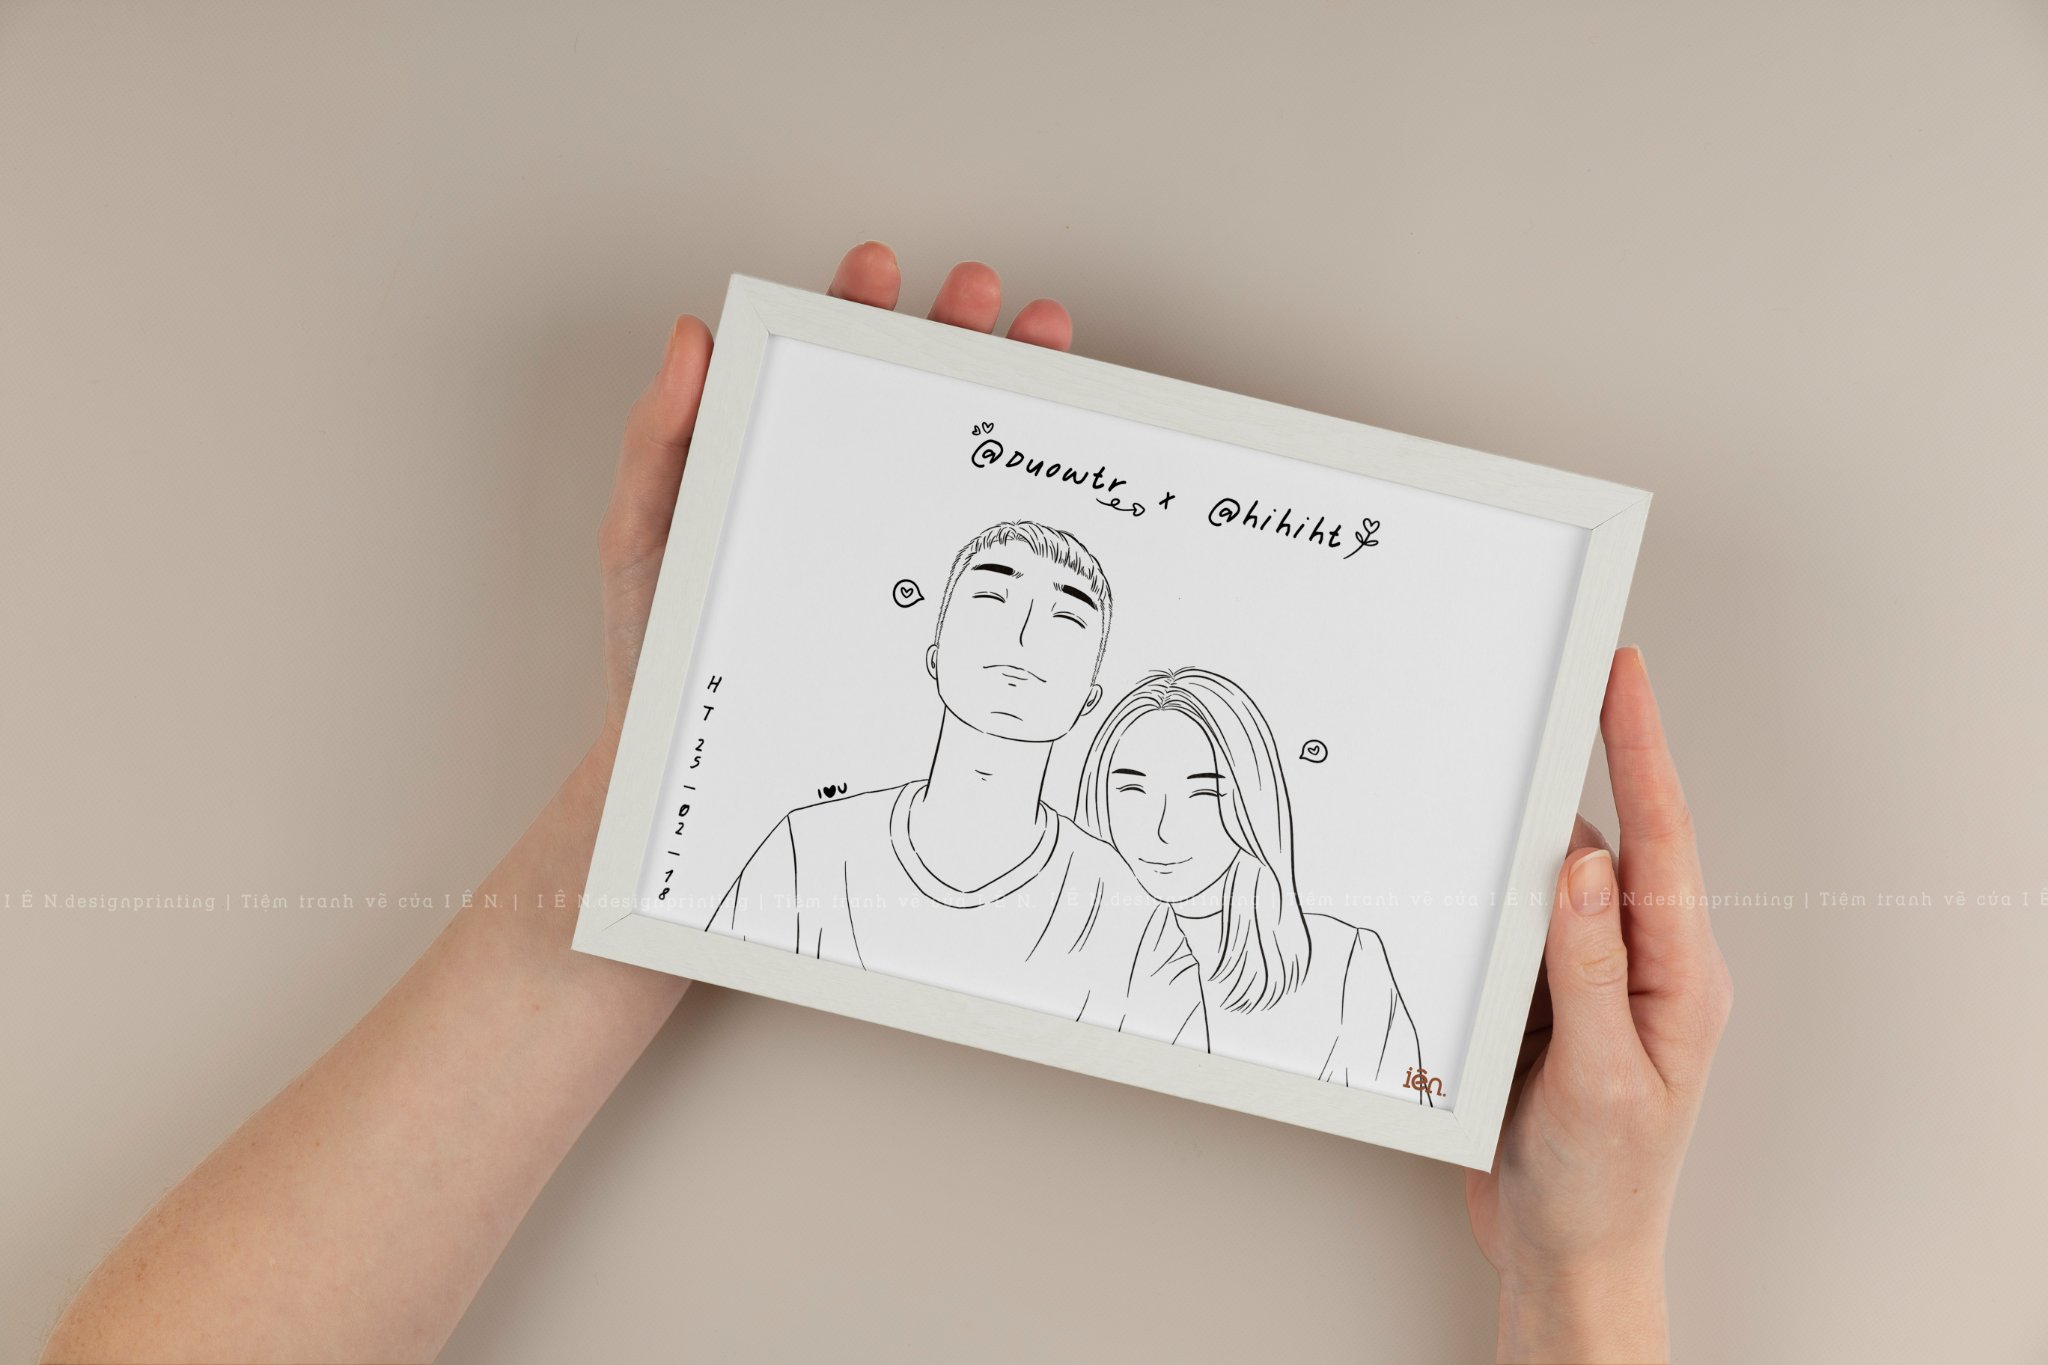 @Duowtr x @hihiht
I U
H T 25 - 02 - 18
I Ê N.designprinting | Tiệm tranh vẽ của I Ê N. | I Ê N.designprinting | Tiệm tranh vẽ của I Ê N. | I Ê N.designprinting | Tiệm tranh vẽ của I Ê N. | I Ê N.designprinting | Tiệm tranh vẽ của I Ê
iên.